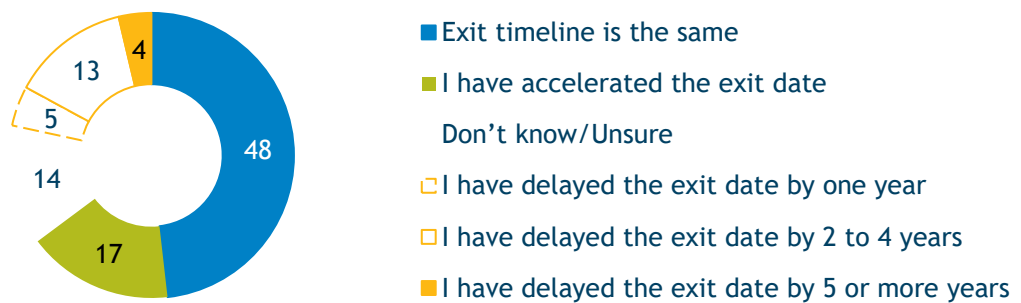 4
13
5
48
14
17
Exit timeline is the same
I have accelerated the exit date
Don’t know/Unsure
I have delayed the exit date by one year
I have delayed the exit date by 2 to 4 years
I have delayed the exit date by 5 or more years